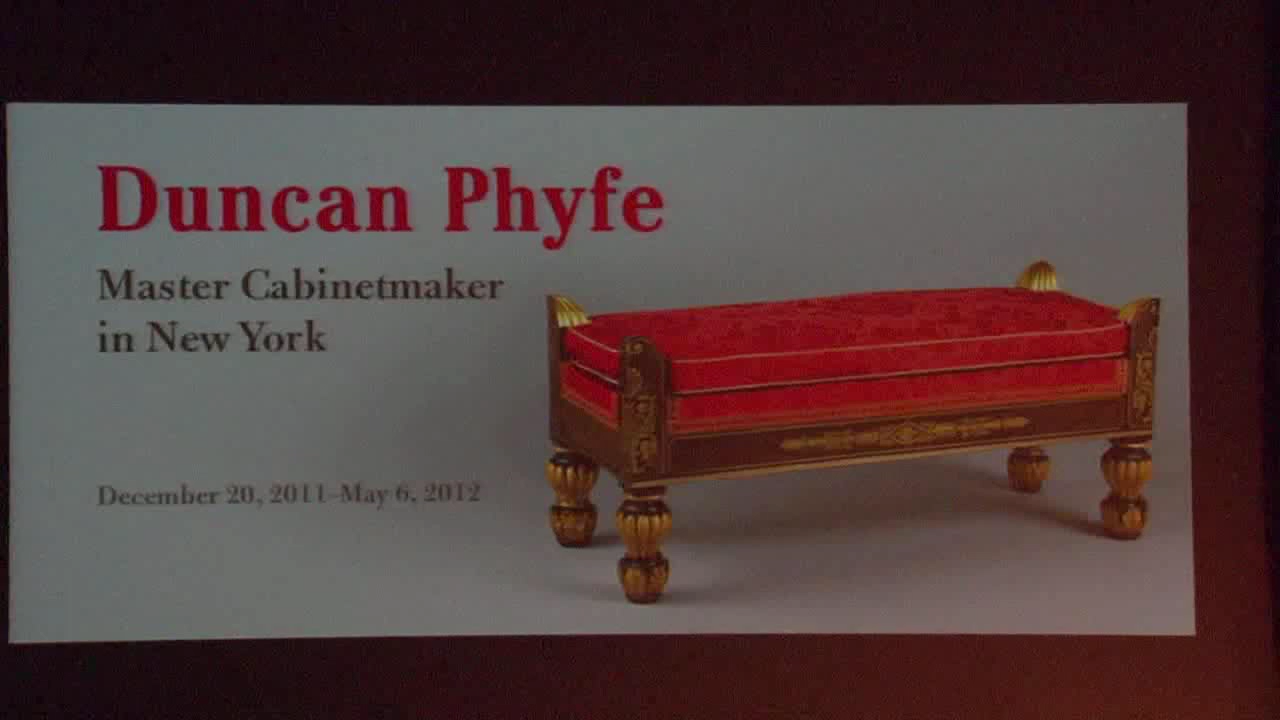 Duncan Phyfe
Master Cabinetmaker
in New York
December 20, 2011–May 6, 2012